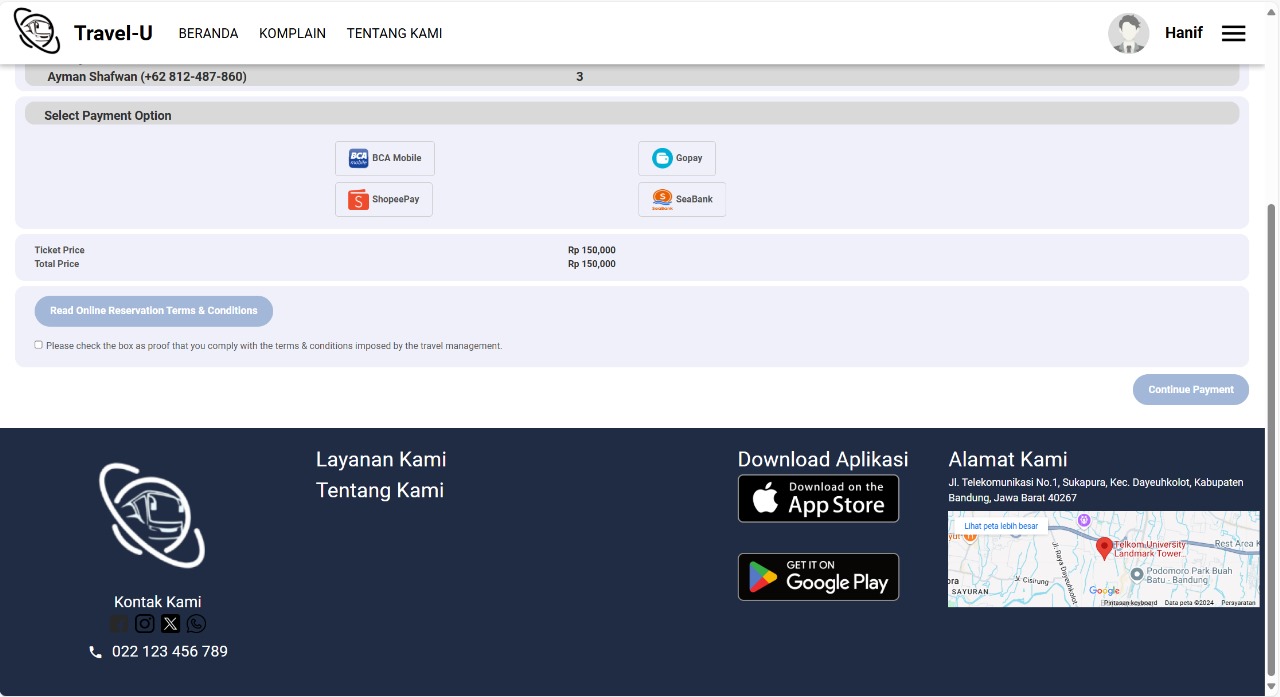 Travel-U BERANDA KOMPLAIN TENTANG KAMI Hanif
Ayman Shafwan (+62 812-487-860) 3
Select Payment Option
BCA mobile BCA Mobile Gopay
S ShopeePay SeaBank SeaBank
Ticket Price Rp 150,000
Total Price Rp 150,000
Read Online Reservation Terms & Conditions
Please check the box as proof that you comply with the terms & conditions imposed by the travel management.
Continue Payment
Layanan Kami
Tentang Kami
Kontak Kami
022 123 456 789
Download Aplikasi
Download on the
App Store
GET IT ON
Google Play
Alamat Kami
Jl. Telekomunikasi No.1, Sukapura, Kec. Dayeuhkolot, Kabupaten
Bandung, Jawa Barat 40267
Lihat peta lebih besar
Telkom University
Landmark Tower
Rest Area K
Jl. Raya Dayeuhkolot
Podomoro Park Buah
Batu - Bandung
Jl. Cisirung
SAYURAN
Google
Pintasan keyboard Data peta ©2024 Persyaratan